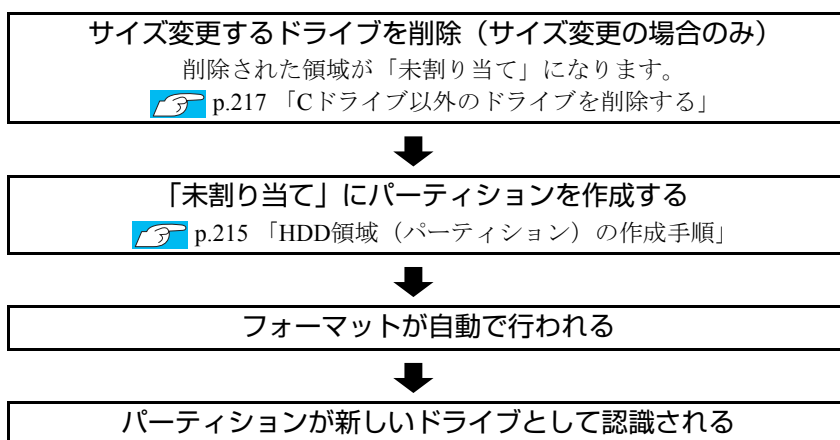 サイズ変更するドライブを削除（サイズ変更の場合のみ）
削除された領域が「未割り当て」になります。
p.217 「Cドライブ以外のドライブを削除する」
「未割り当て」にパーティションを作成する
p.215 「HDD領域（パーティション）の作成手順」
フォーマットが自動で行われる
パーティションが新しいドライブとして認識される